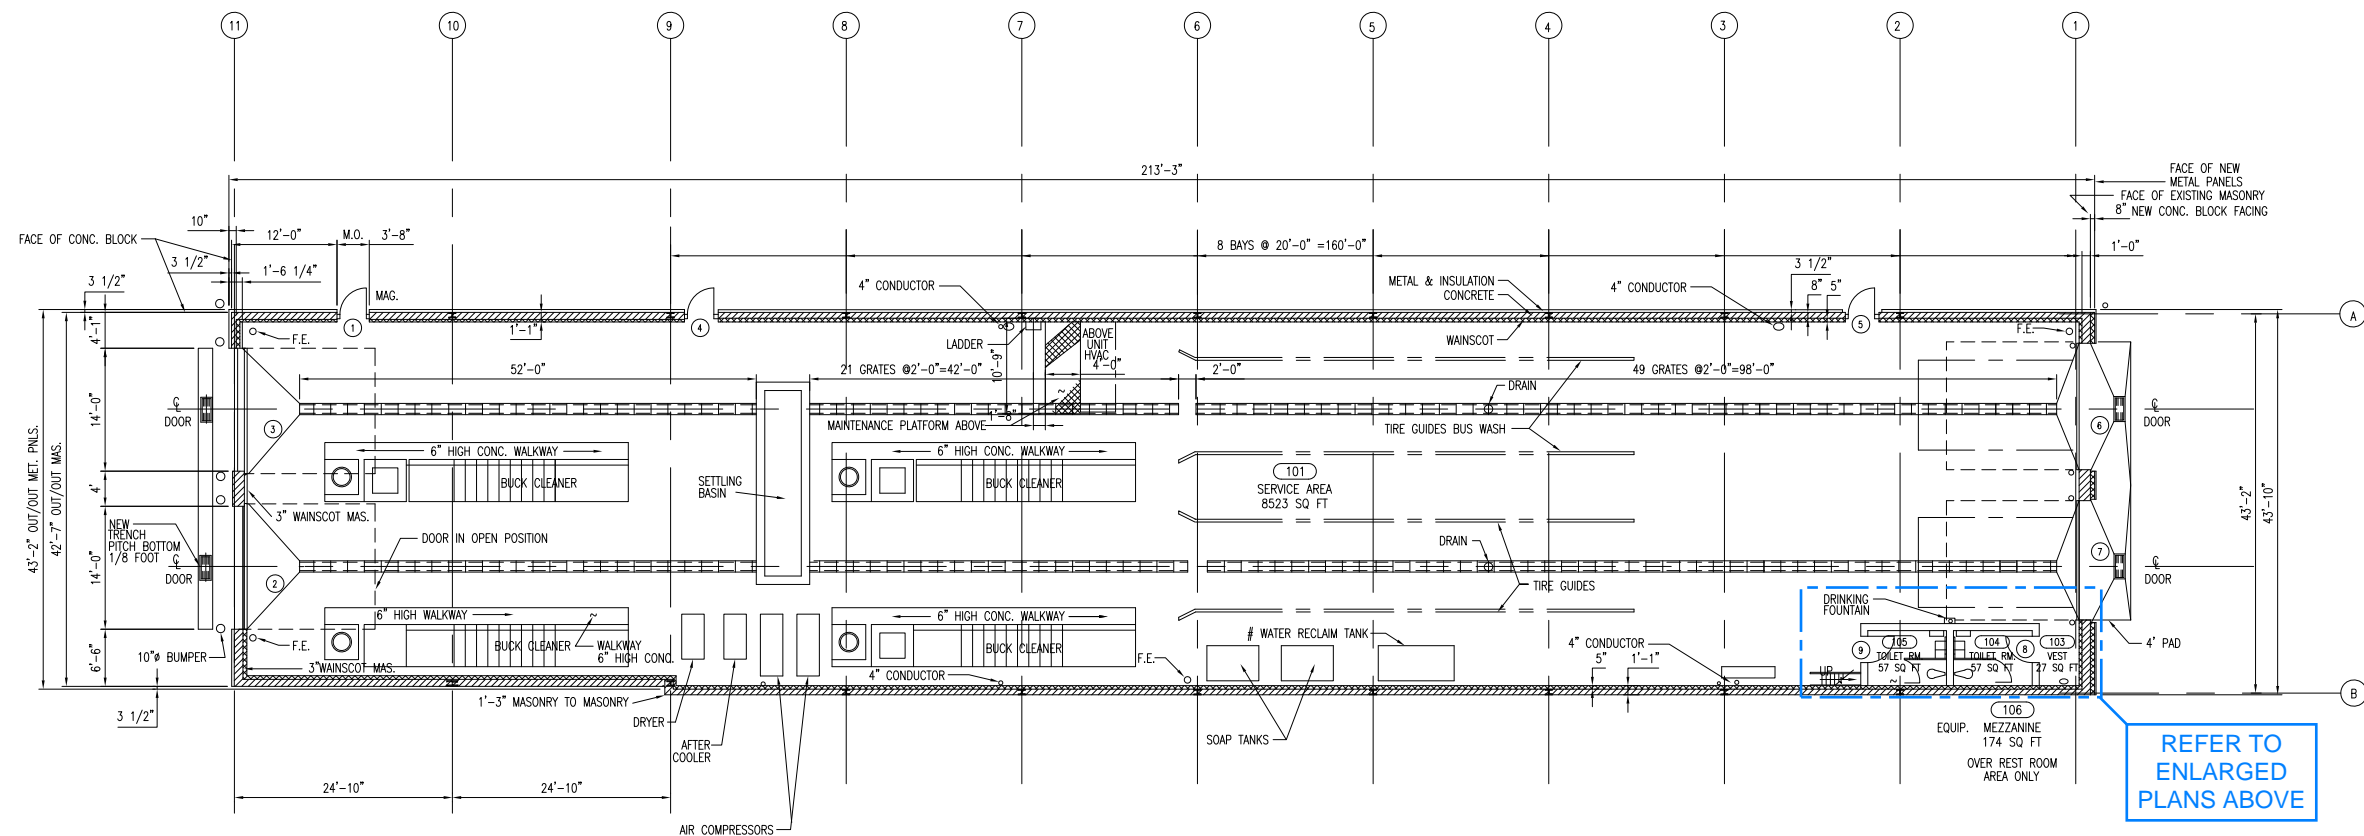 11
10
9
8
7
6
5
4
3
2
1
213'-3"
FACE OF NEW
METAL PANELS
FACE OF EXISTING MASONRY
8" NEW CONC. BLOCK FACING
10"
FACE OF CONC. BLOCK
12'-0"
M.O.
3'-8"
8 BAYS @ 20'-0" =160'-0"
1'-0"
3 1/2"
1'-6 1/4"
3 1/2"
MAG.
4" CONDUCTOR
METAL & INSULATION
CONCRETE
4" CONDUCTOR
3 1/2"
8"
5"
A
1
4
5
4'-1"
F.E.
1'-1"
LADDER
ABOVE
UNIT
HVAC
WAINSCOT
F.E.
52'-0"
21 GRATES @2'-0"=42'-0"
10'-9"
4'-0"
2'-0"
49 GRATES @2'-0"=98'-0"
DRAIN
14'-0"
℄
DOOR
3
1'-8"
MAINTENANCE PLATFORM ABOVE
TIRE GUIDES BUS WASH
6
℄
DOOR
43'-2" OUT/OUT MET. PNLS.
42'-7" OUT/OUT MAS.
6" HIGH CONC. WALKWAY
6" HIGH CONC. WALKWAY
101
SERVICE AREA
8523 SQ FT
4'
BUCK CLEANER
SETTLING
BASIN
BUCK CLEANER
43'-2"
43'-10"
3" WAINSCOT MAS.
NEW
TRENCH
PITCH BOTTOM
1/8 FOOT
DOOR IN OPEN POSITION
DRAIN
14'-0"
℄
DOOR
2
TIRE GUIDES
7
℄
DOOR
6" HIGH WALKWAY
6" HIGH CONC. WALKWAY
DRINKING
FOUNTAIN
6'-6"
10"ø BUMPER
F.E.
BUCK CLEANER
~
WALKWAY
6" HIGH CONC.
BUCK CLEANER
# WATER RECLAIM TANK
4" CONDUCTOR
9
105
TOILET RM
57 SQ FT
104
TOILET RM
57 SQ FT
8
103
VEST
27 SQ FT
4' PAD
3"WAINSCOT MAS.
4" CONDUCTOR
F.E.
5"
1'-1"
UP
~
B
3 1/2"
1'-3" MASONRY TO MASONRY
DRYER
AFTER
COOLER
SOAP TANKS
106
EQUIP. MEZZANINE
174 SQ FT
OVER REST ROOM
AREA ONLY
REFER TO
ENLARGED
PLANS ABOVE
24'-10"
24'-10"
AIR COMPRESSORS